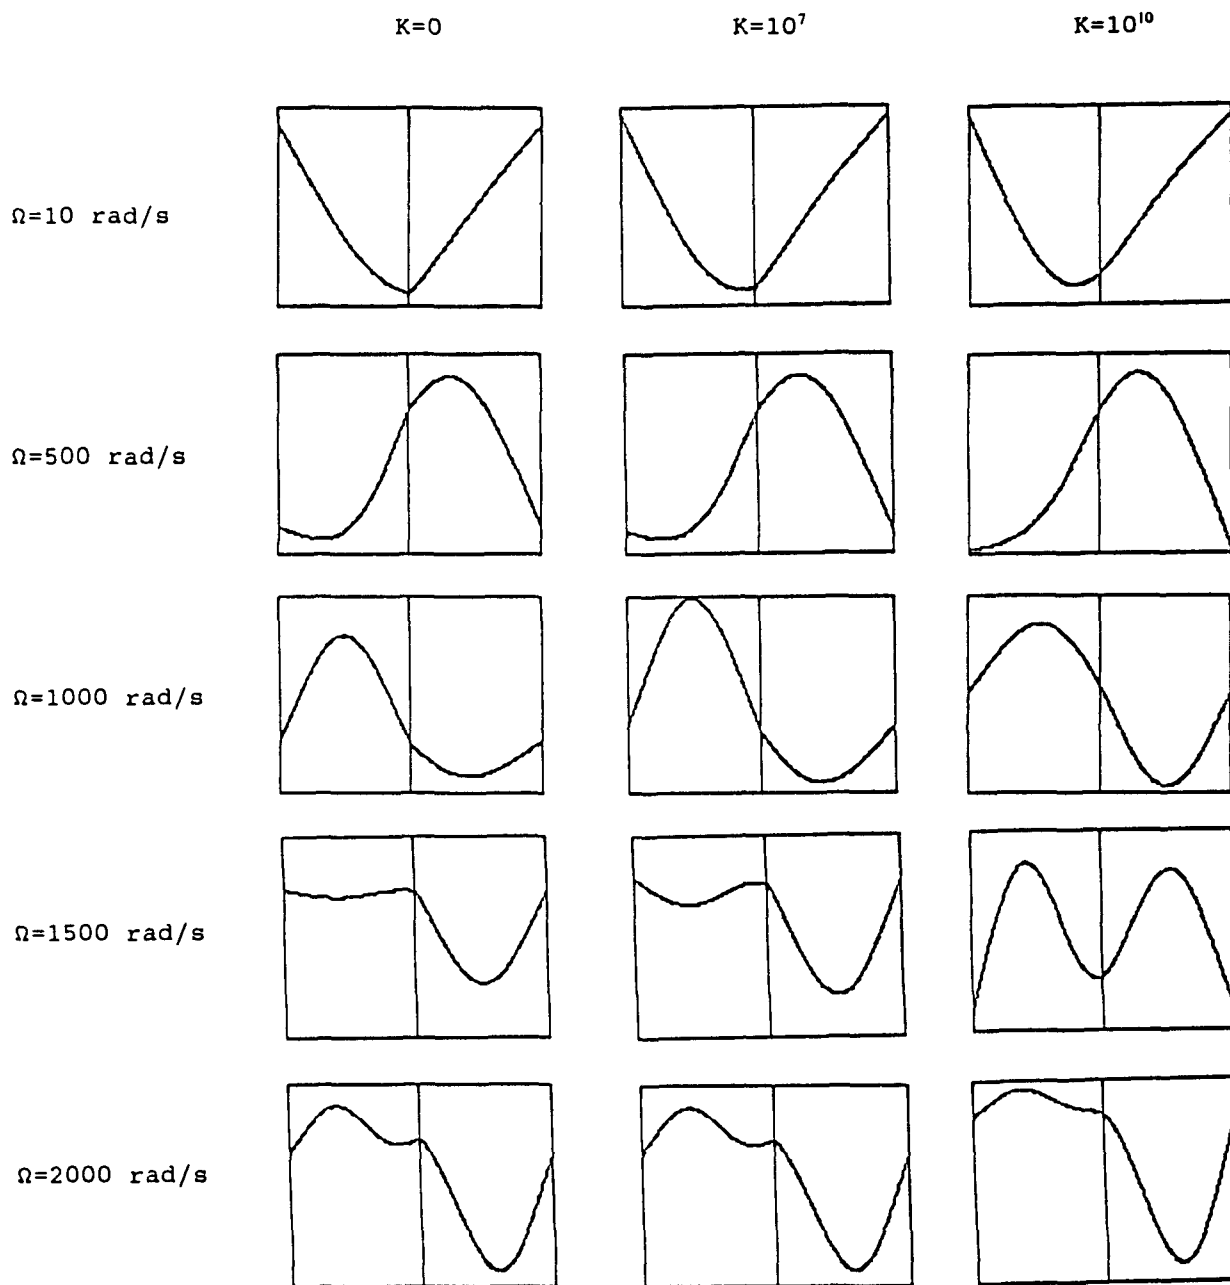 K=0 K=10⁷ K=10¹⁰
Ω=10 rad/s
Ω=500 rad/s
Ω=1000 rad/s
Ω=1500 rad/s
Ω=2000 rad/s